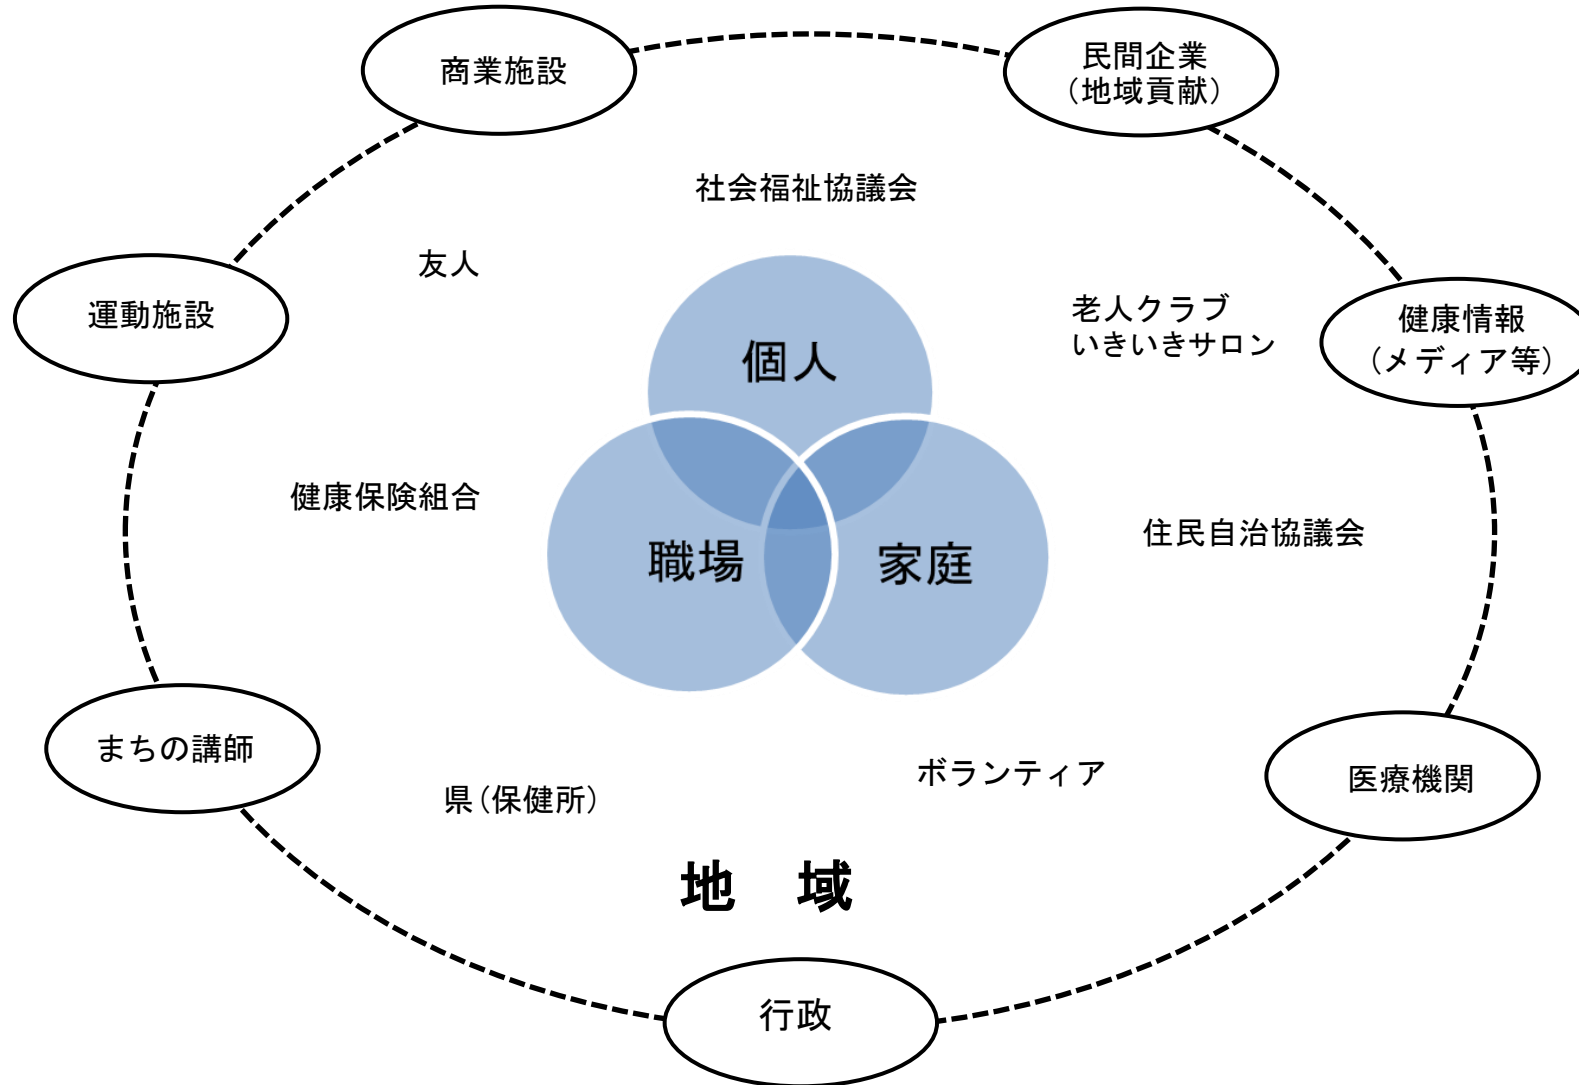 商業施設
民間企業
（地域貢献）
社会福祉協議会
友人
運動施設
老人クラブ
いきいきサロン
健康情報
（メディア等）
個人
健康保険組合
住民自治協議会
職場
家庭
まちの講師
県（保健所）
ボランティア
医療機関
地　域
行政